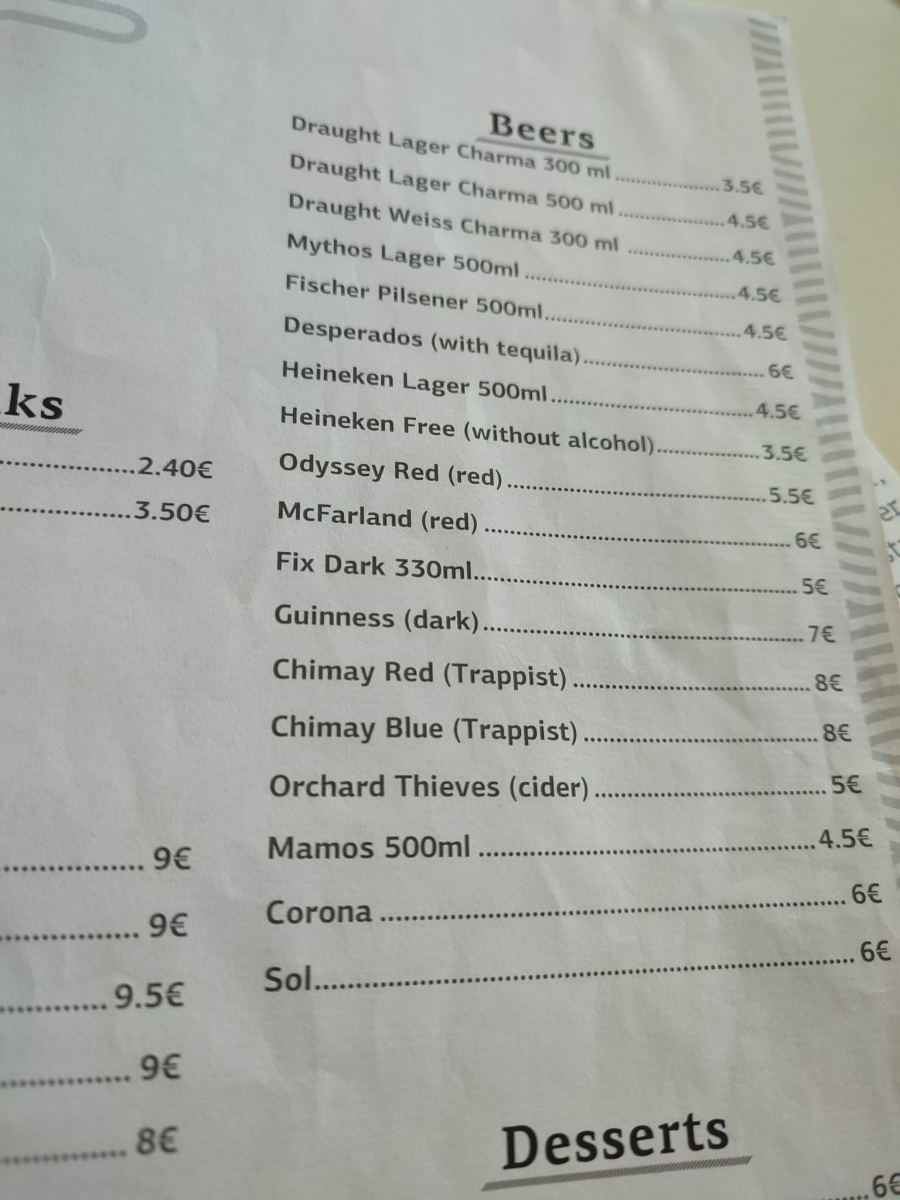 Beers
Draught Lager Charma 300 ml ........ 3.5€
Draught Lager Charma 500 ml ........ 4.5€
Draught Weiss Charma 300 ml ........ 4.5€
Mythos Lager 500ml ........ 4.5€
Fischer Pilsener 500ml ........ 4.5€
Desperados (with tequila) ........ 6€
Heineken Lager 500ml ........ 4.5€
Heineken Free (without alcohol) ........ 3.5€
Odyssey Red (red) ........ 5.5€
McFarland (red) ........ 6€
Fix Dark 330ml ........ 5€
Guinness (dark) ........ 7€
Chimay Red (Trappist) ........ 8€
Chimay Blue (Trappist) ........ 8€
Orchard Thieves (cider) ........ 5€
Mamos 500ml ........ 4.5€
Corona ........ 6€
Sol ........ 6€
Desserts
6€
ks
........ 2.40€
........ 3.50€
........ 9€
........ 9€
........ 9.5€
........ 9€
........ 8€